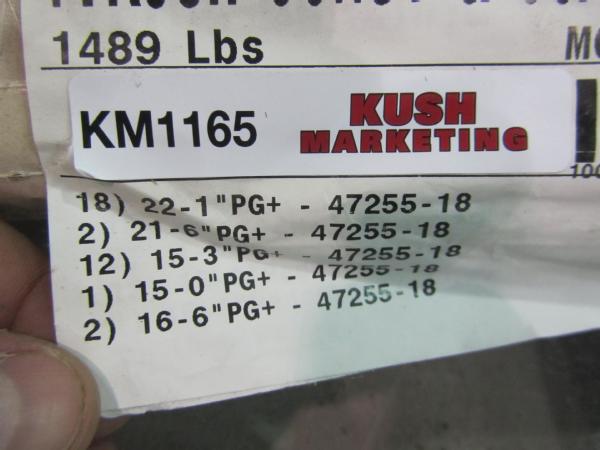 1489 Lbs
KM1165
KUSH
MARKETING
100
18) 22-1"PG+ - 47255-18
2) 21-6"PG+ - 47255-18
12) 15-3"PG+ - 47255-18
1) 15-0"PG+ - 47255-18
2) 16-6"PG+ - 47255-18